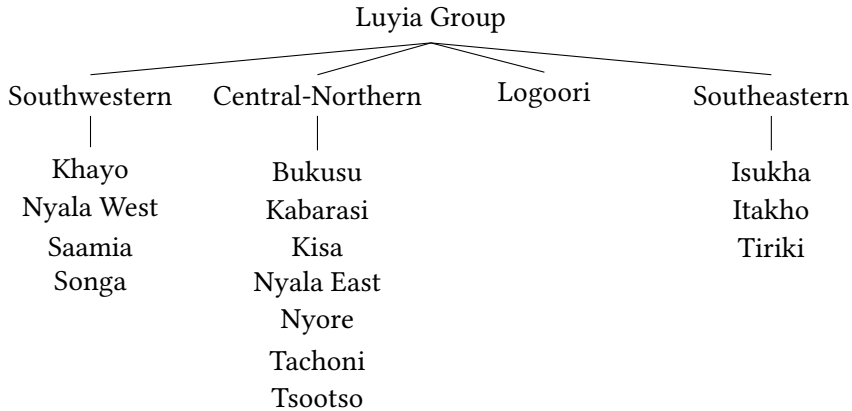 Luyia Group
Southwestern Central-Northern Logoori Southeastern
Khayo Bukusu Isukha
Nyala West Kabarasi Itakho
Saamia Kisa Tiriki
Songa Nyala East
Nyore
Tachoni
Tsootso